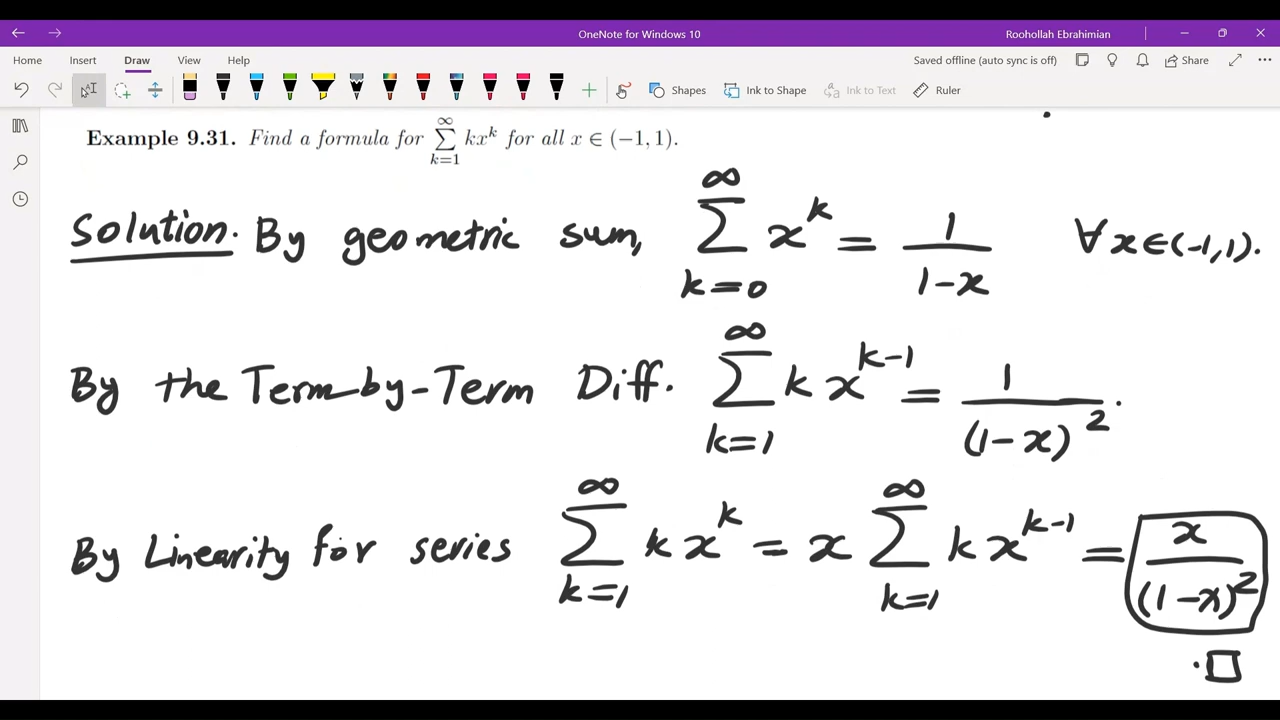 OneNote for Windows 10
Roohollah Ebrahimian
Home Insert Draw View Help
Saved offline (auto sync is off) Share
Shapes Ink to Shape Ink to Text Ruler
Example 9.31. Find a formula for ∑_{k=1}^{∞} kx^k for all x ∈ (−1, 1).
Solution. By geometric sum, ∑_{k=0}^{∞} x^k = 1/(1-x) ∀x∈(-1,1).
By the Term-by-Term Diff. ∑_{k=1}^{∞} k x^{k-1} = 1/(1-x)^2.
By Linearity for series ∑_{k=1}^{∞} k x^k = x ∑_{k=1}^{∞} k x^{k-1} = x/(1-x)^2
.□